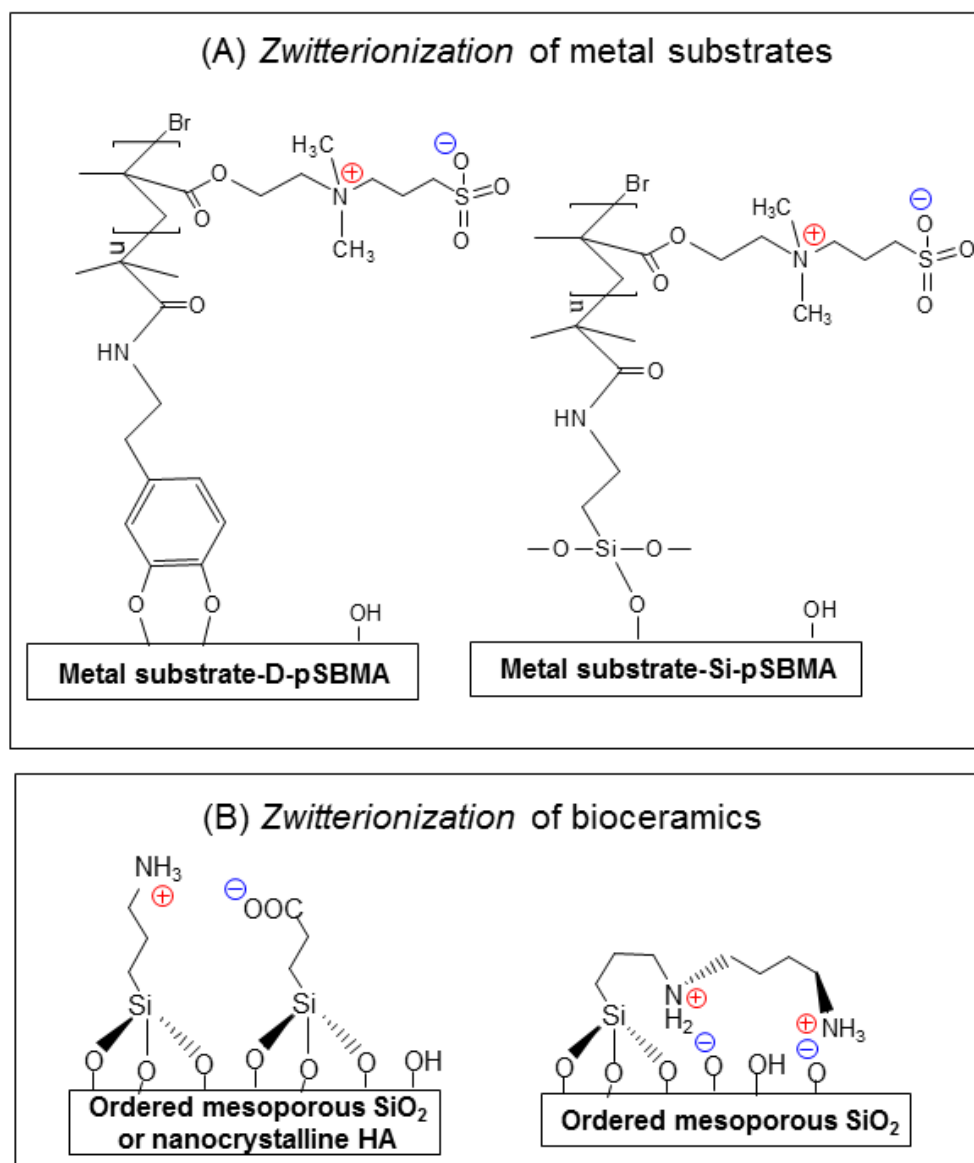 (A) Zwitterionization of metal substrates
Br
n
O
O
H₃C
N
⊕
CH₃
⊖
O
S
O
O
HN
O
O
O
OH
Metal substrate-D-pSBMA
Br
n
O
O
H₃C
N
⊕
CH₃
⊖
O
S
O
O
HN
O
O
Si
O
O
OH
Metal substrate-Si-pSBMA
(B) Zwitterionization of bioceramics
NH₃
⊕
Si
O
O
O
⊖
OOC
Si
O
O
O
OH
Ordered mesoporous SiO₂
or nanocrystalline HA
Si
O
O
O
N
H₂
⊕
⊕
NH₃
⊖
O
OH
⊖
O
Ordered mesoporous SiO₂